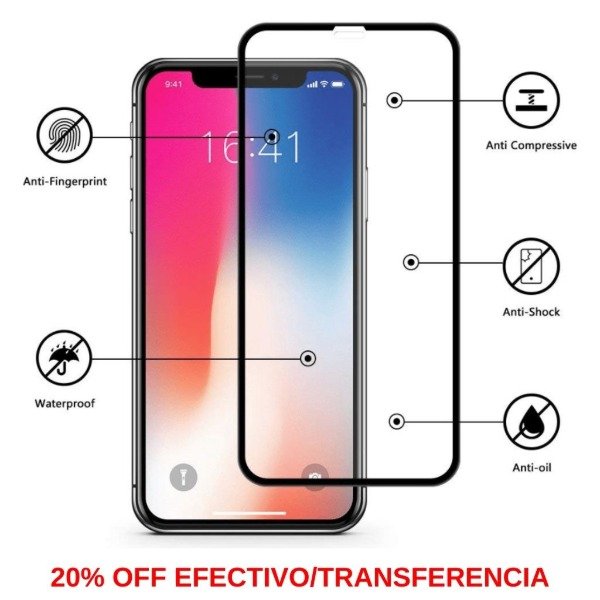 9:41
16:41
Anti-Fingerprint
Anti Compressive
Anti-Shock
Waterproof
Anti-oil
20% OFF EFECTIVO/TRANSFERENCIA